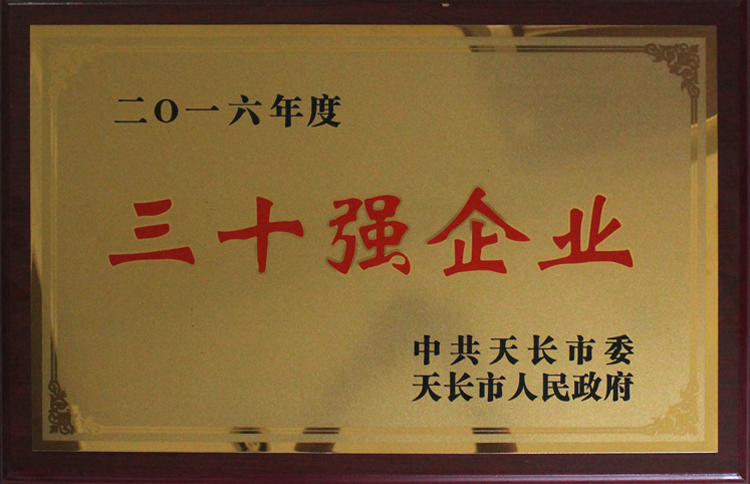 二〇一六年度
三十强企业
中共天长市委
天长市人民政府